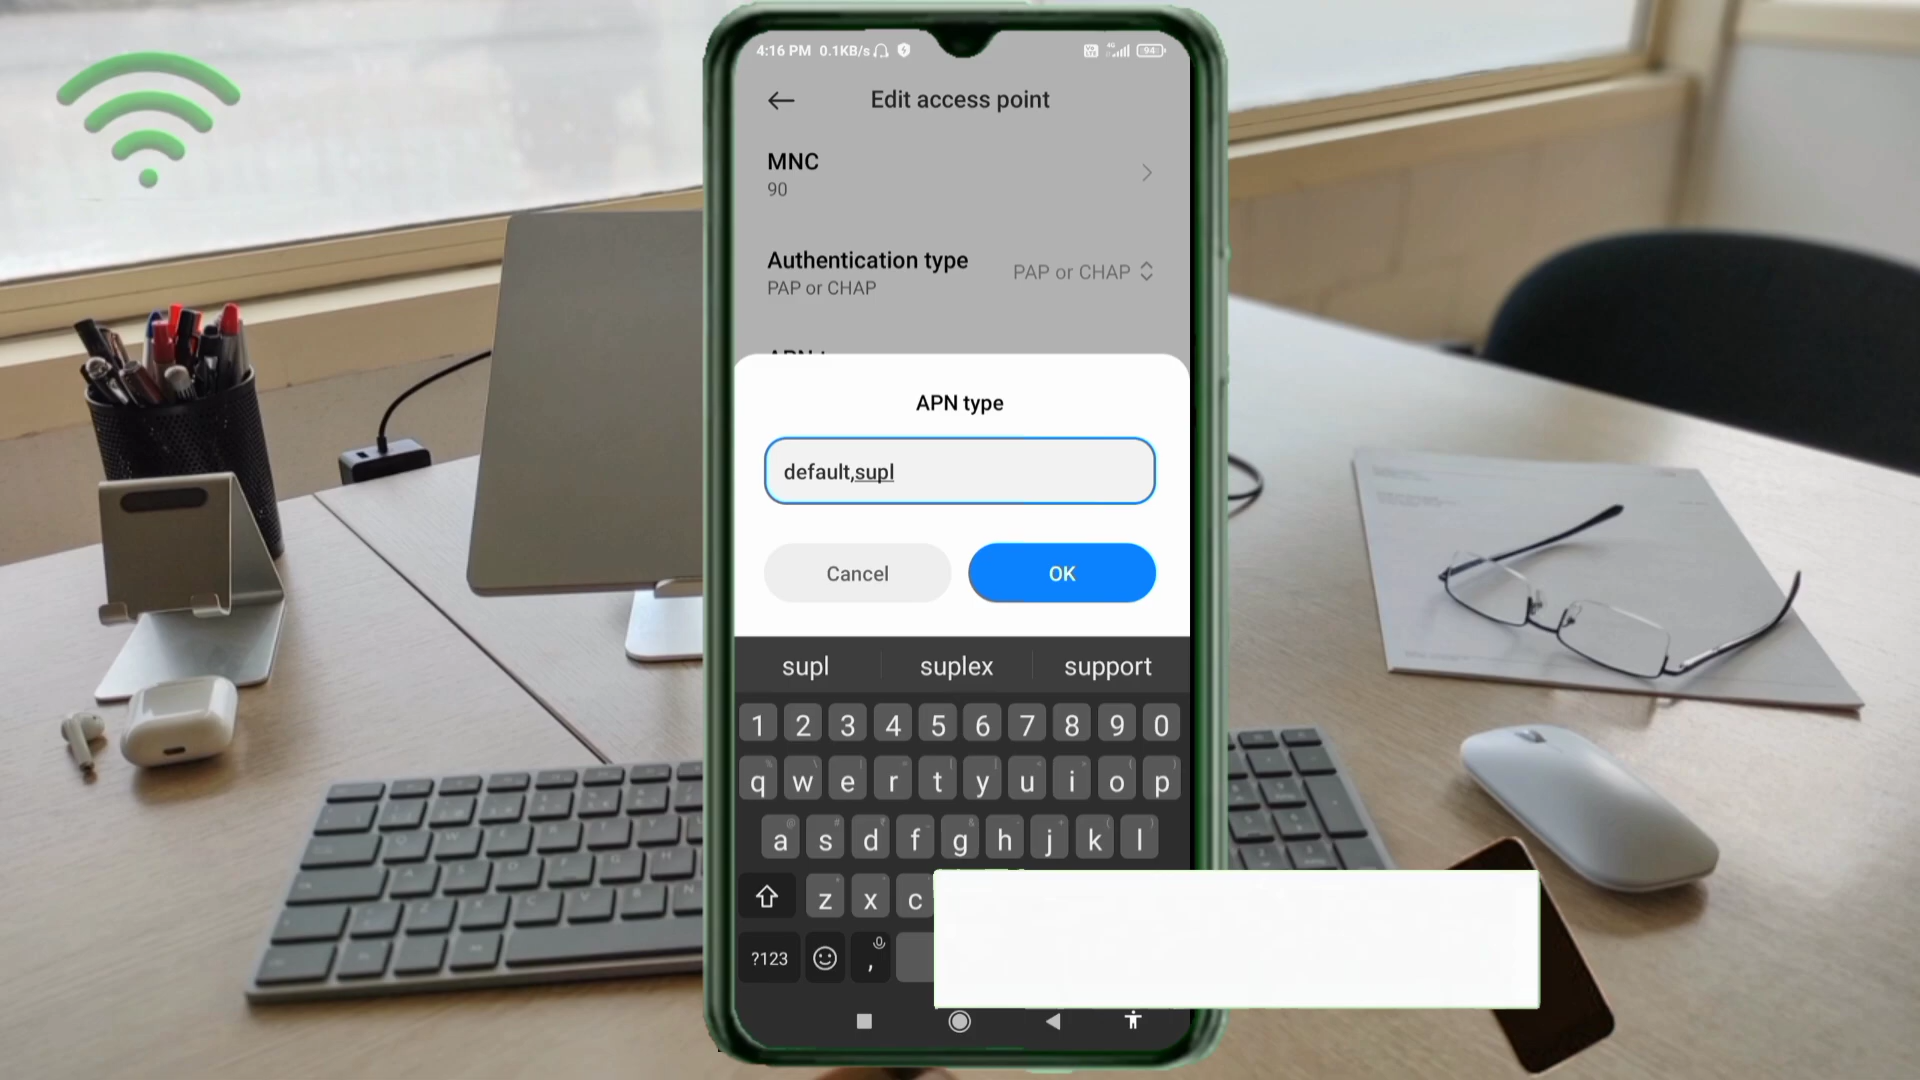 4:16 PM 0.1KB/s 4G 94
Edit access point
MNC
90
Authentication type
PAP or CHAP
PAP or CHAP
APN type
default,supl
Cancel
OK
supl suplex support
1 2 3 4 5 6 7 8 9 0
q w e r t y u i o p
a s d f g h j k l
z x c
?123 ,